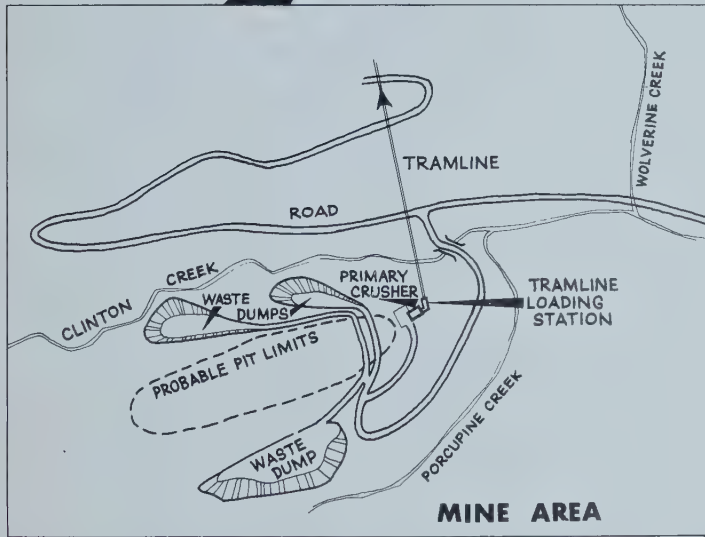 WOLVERINE CREEK
TRAMLINE
ROAD
CLINTON CREEK
PRIMARY
CRUSHER
TRAMLINE
LOADING
STATION
WASTE
DUMPS
PROBABLE PIT LIMITS
PORCUPINE CREEK
WASTE
DUMP
MINE AREA